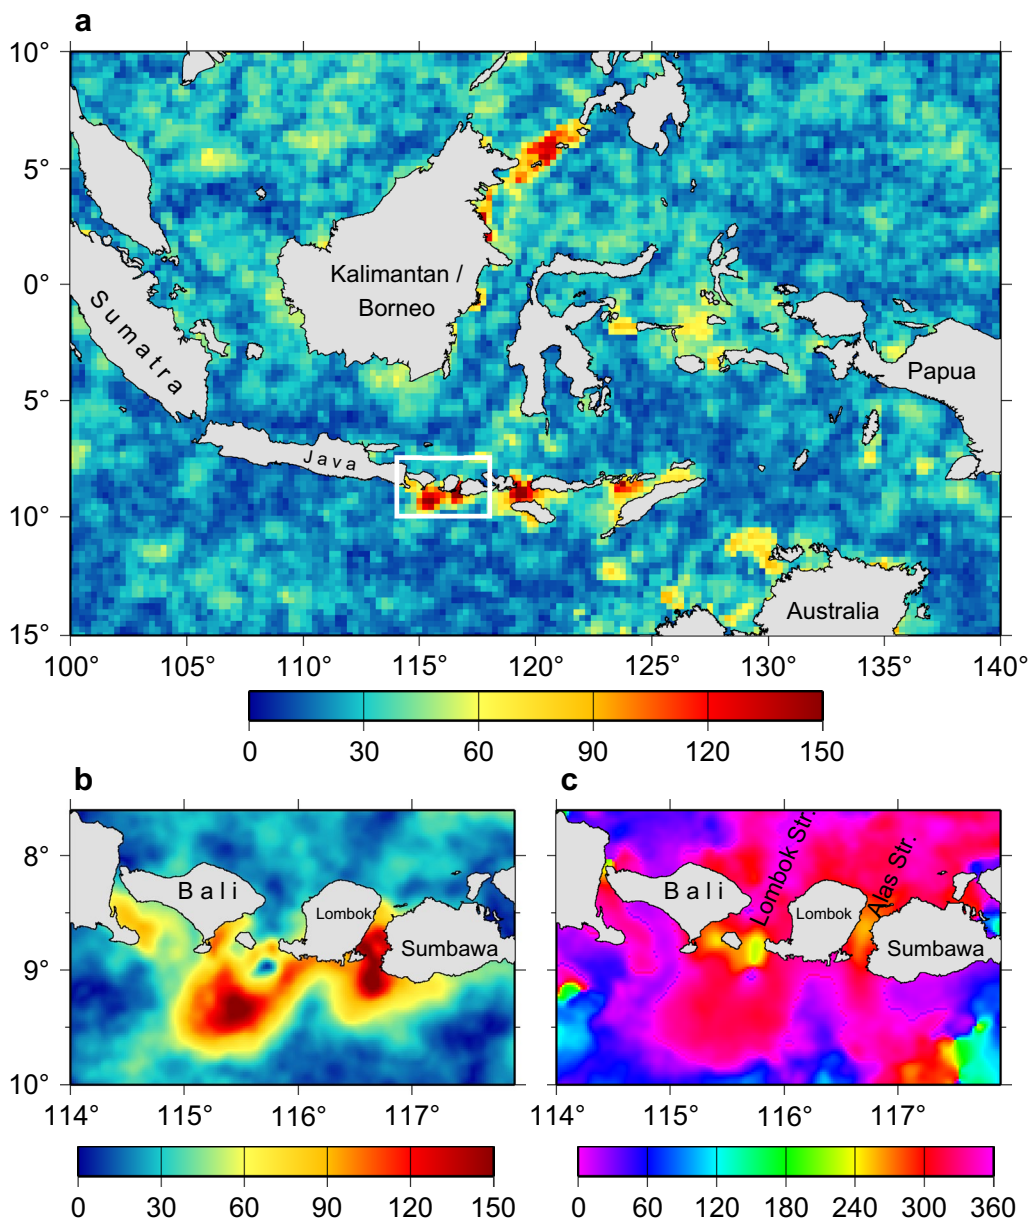 a
10°
5°
0°
5°
10°
15°
Kalimantan /
Borneo
Sumatra
Java
Papua
Australia
100° 105° 110° 115° 120° 125° 130° 135° 140°
0 30 60 90 120 150
b
8°
9°
10°
Bali
Lombok
Sumbawa
114° 115° 116° 117°
0 30 60 90 120 150
c
Lombok Str.
Alas Str.
Bali
Lombok
Sumbawa
114° 115° 116° 117°
0 60 120 180 240 300 360